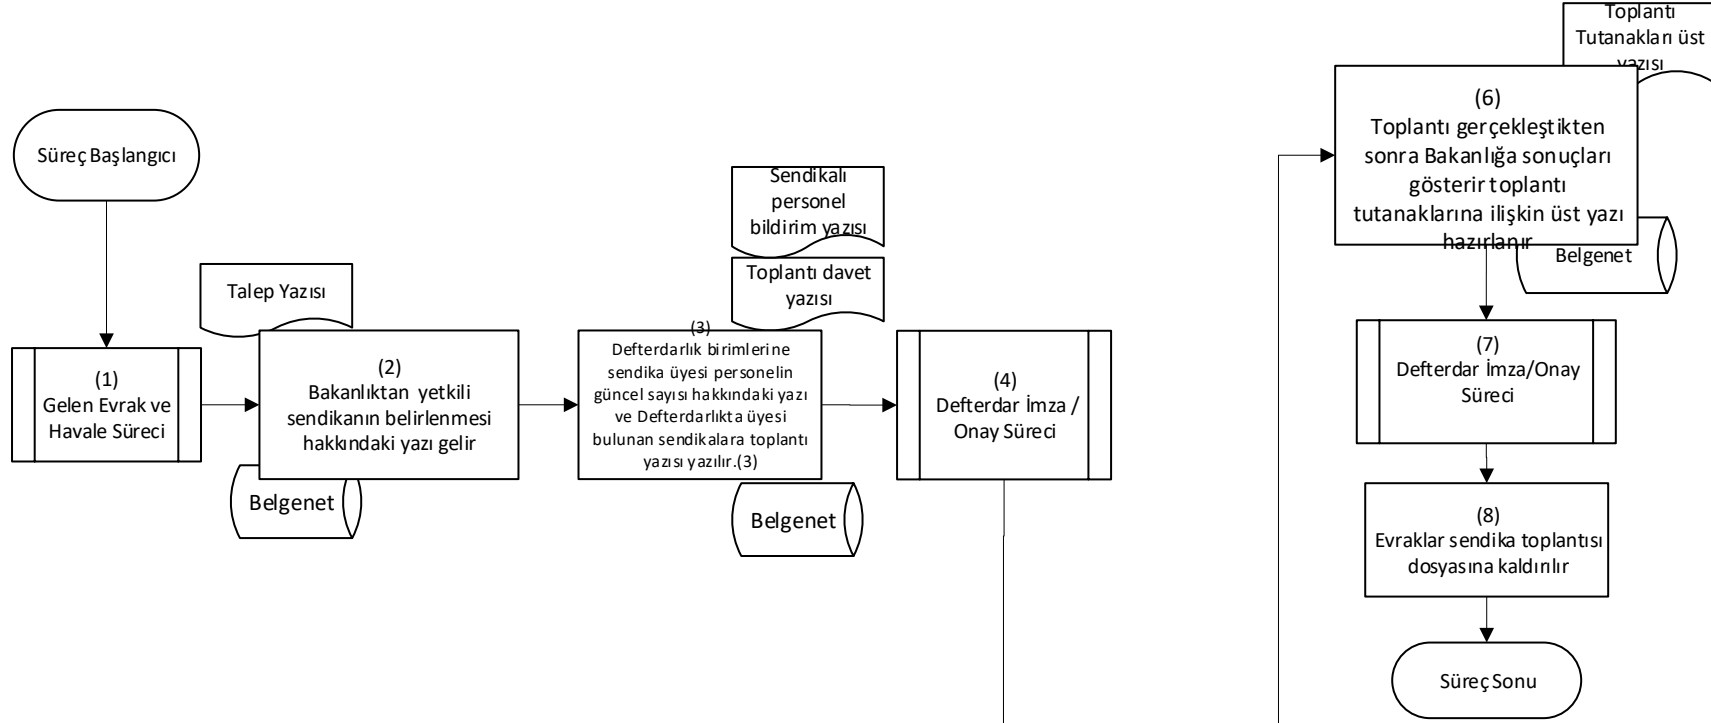 Süreç Başlangıcı
(1)
Gelen Evrak ve
Havale Süreci
Talep Yazısı
(2)
Bakanlıktan yetkili
sendikanın belirlenmesi
hakkındaki yazı gelir
Belgenet
Sendikalı
personel
bildirim yazısı
Toplantı davet
yazısı
(3)
Defterdarlık birimlerine
sendika üyesi personelin
güncel sayısı hakkındaki yazı
ve Defterdarlıkta üyesi
bulunan sendikalara toplantı
yazısı yazılır.(3)
Belgenet
(4)
Defterdar İmza /
Onay Süreci
Toplantı
Tutanakları üst
yazısı
(6)
Toplantı gerçekleştikten
sonra Bakanlığa sonuçları
gösterir toplantı
tutanaklarına ilişkin üst yazı
hazırlanır
Belgenet
(7)
Defterdar İmza/Onay
Süreci
(8)
Evraklar sendika toplantısı
dosyasına kaldırılır
Süreç Sonu